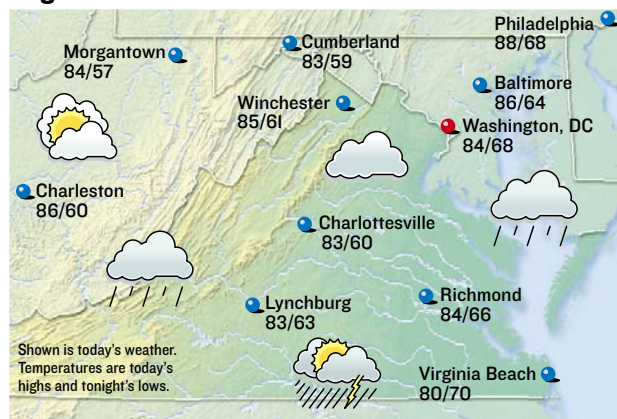 Philadelphia
88/68
Morgantown
84/57
Cumberland
83/59
Baltimore
86/64
Winchester
85/61
Washington, DC
84/68
Charleston
86/60
Charlottesville
83/60
Lynchburg
83/63
Richmond
84/66
Shown is today's weather.
Temperatures are today's
highs and tonight's lows.
Virginia Beach
80/70